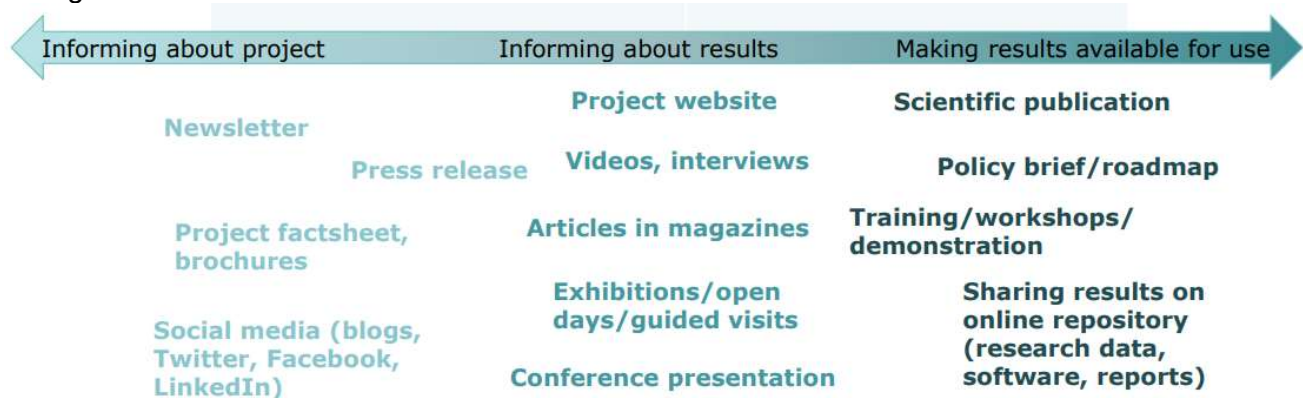 Informing about project
Informing about results
Making results available for use
Newsletter
Press release
Project factsheet,
brochures
Social media (blogs,
Twitter, Facebook,
LinkedIn)
Project website
Videos, interviews
Articles in magazines
Exhibitions/open
days/guided visits
Conference presentation
Scientific publication
Policy brief/roadmap
Training/workshops/
demonstration
Sharing results on
online repository
(research data,
software, reports)